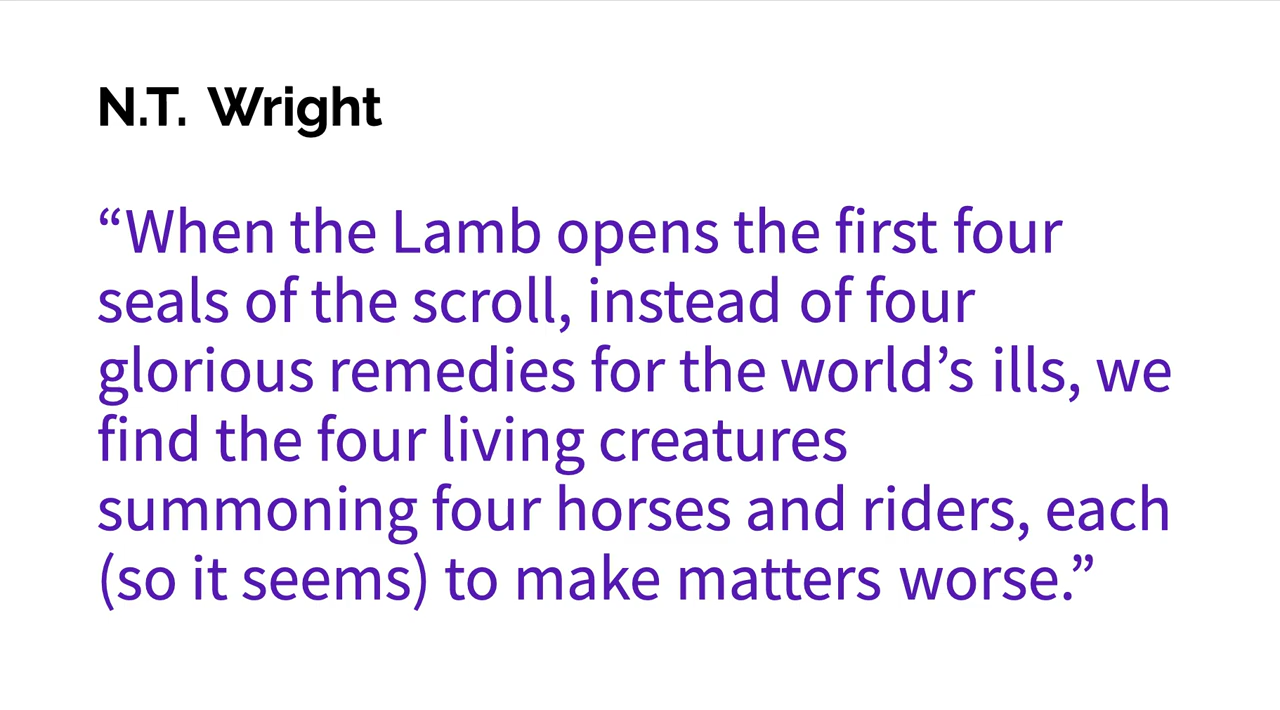 N.T. Wright
“When the Lamb opens the first four
seals of the scroll, instead of four
glorious remedies for the world’s ills, we
find the four living creatures
summoning four horses and riders, each
(so it seems) to make matters worse.”